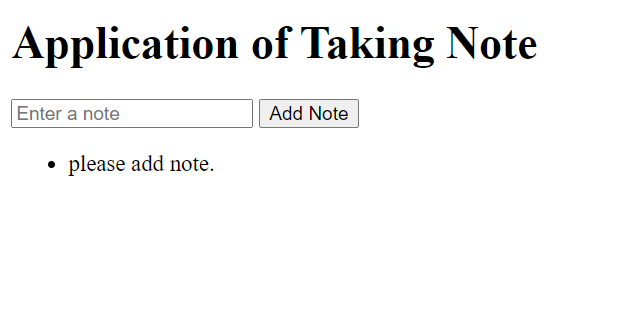 Application of Taking Note
Enter a note Add Note
please add note.